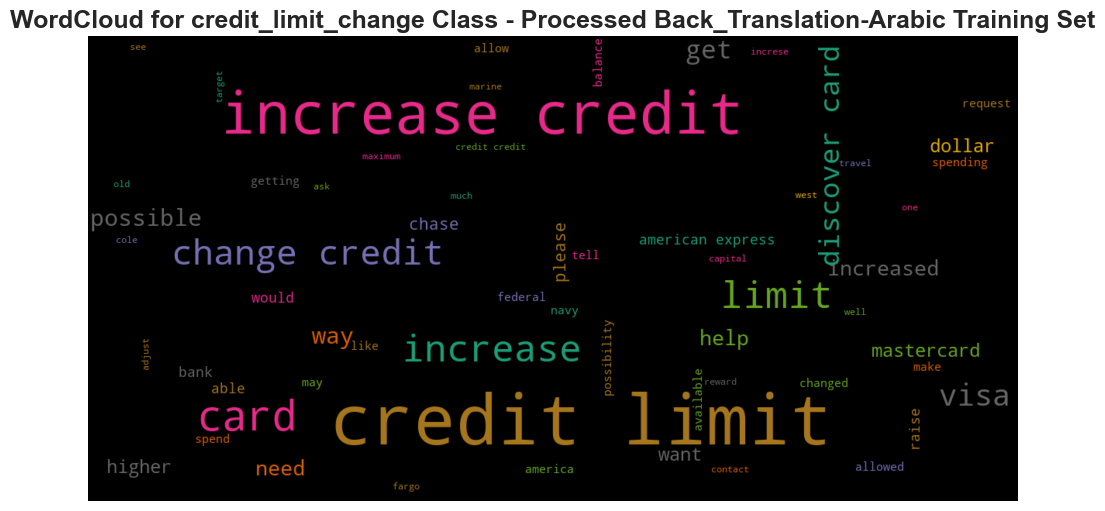 WordCloud for credit_limit_change Class - Processed Back_Translation-Arabic Training Set
see
allow
balance
get
increse
discover card
target
marine
request
increase credit
credit credit
dollar
maximum
travel
spending
old
getting
ask
much
west
one
possible
chase
please
american express
cole
change credit
tell
capital
increased
would
federal
navy
limit
well
way
like
possibility
help
adjust
increase
mastercard
bank
make
able
may
available
reward
changed
visa
card
credit limit
raise
spend
want
higher
need
america
contact
allowed
fargo